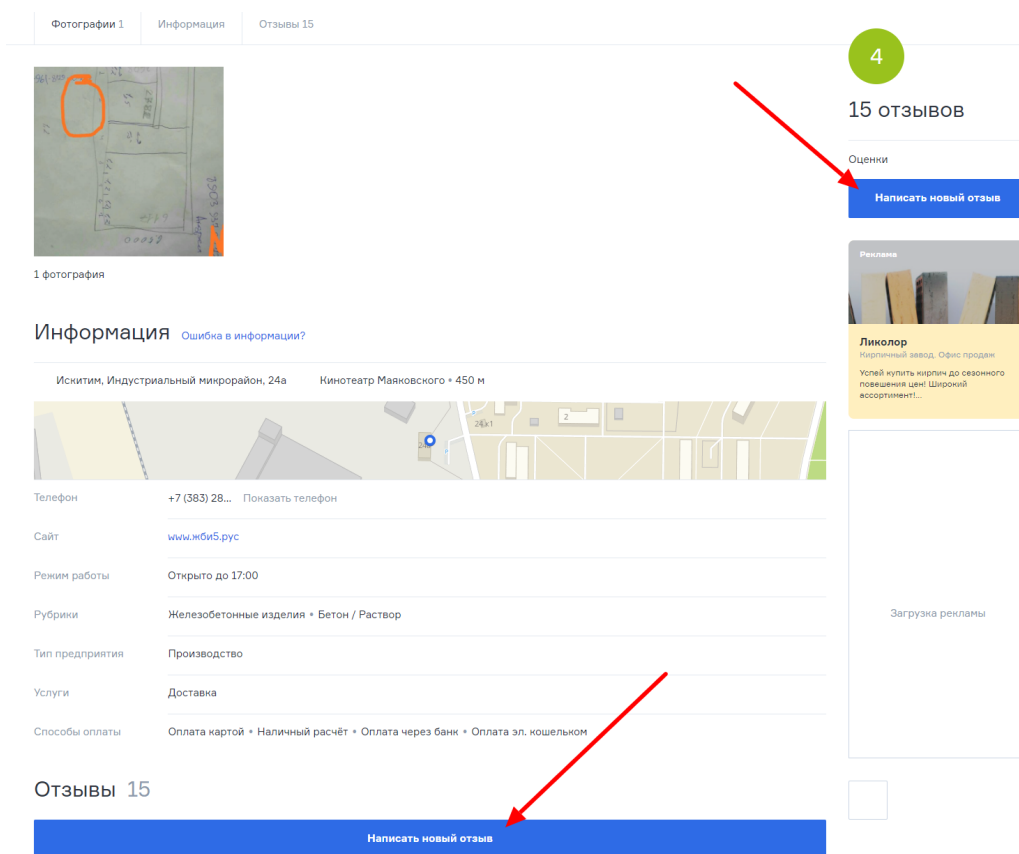 Фотографии 1
Информация
Отзывы 15
4
15 отзывов
Оценки
Написать новый отзыв
1 фотография
Реклама
Ликолор
Кирпичный завод, Офис продаж
Успей купить кирпич до сезонного
повешения цен! Широкий
ассортимент!...
Информация Ошибка в информации?
Искитим, Индустриальный микрорайон, 24а Кинотеатр Маяковского • 450 м
24к1
2
Телефон +7 (383) 28... Показать телефон
Сайт www.жби5.рус
Режим работы Открыто до 17:00
Рубрики Железобетонные изделия • Бетон / Раствор
Тип предприятия Производство
Услуги Доставка
Способы оплаты Оплата картой • Наличный расчёт • Оплата через банк • Оплата эл. кошельком
Загрузка рекламы
Отзывы 15
Написать новый отзыв